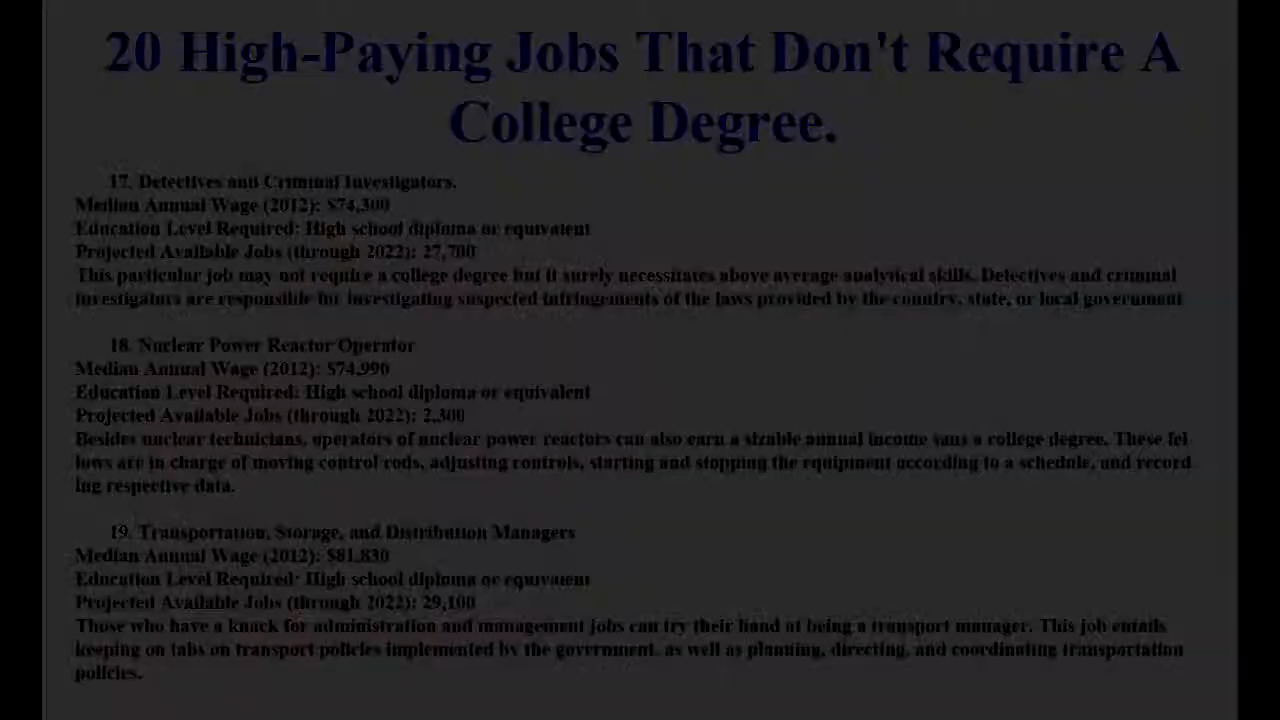 20 High-Paying Jobs That Don't Require A
College Degree.
17. Detectives and Criminal Investigators.
Median Annual Wage (2012): $74,300
Education Level Required: High school diploma or equivalent
Projected Available Jobs (through 2022): 27,700
This particular job may not require a college degree but it surely necessitates above average analytical skills. Detectives and criminal
investigators are responsible for investigating suspected infringements of the laws provided by the country, state, or local government
18. Nuclear Power Reactor Operator
Median Annual Wage (2012): $74,990
Education Level Required: High school diploma or equivalent
Projected Available Jobs (through 2022): 2,300
Besides nuclear technicians, operators of nuclear power reactors can also earn a sizable annual income sans a college degree. These fel
lows are in charge of moving control rods, adjusting controls, starting and stopping the equipment according to a schedule, and record
ing respective data.
19. Transportation, Storage, and Distribution Managers
Median Annual Wage (2012): $81,830
Education Level Required: High school diploma or equivalent
Projected Available Jobs (through 2022): 29,100
Those who have a knack for administration and management jobs can try their hand at being a transport manager. This job entails
keeping on tabs on transport policies implemented by the government, as well as planning, directing, and coordinating transportation
policies.